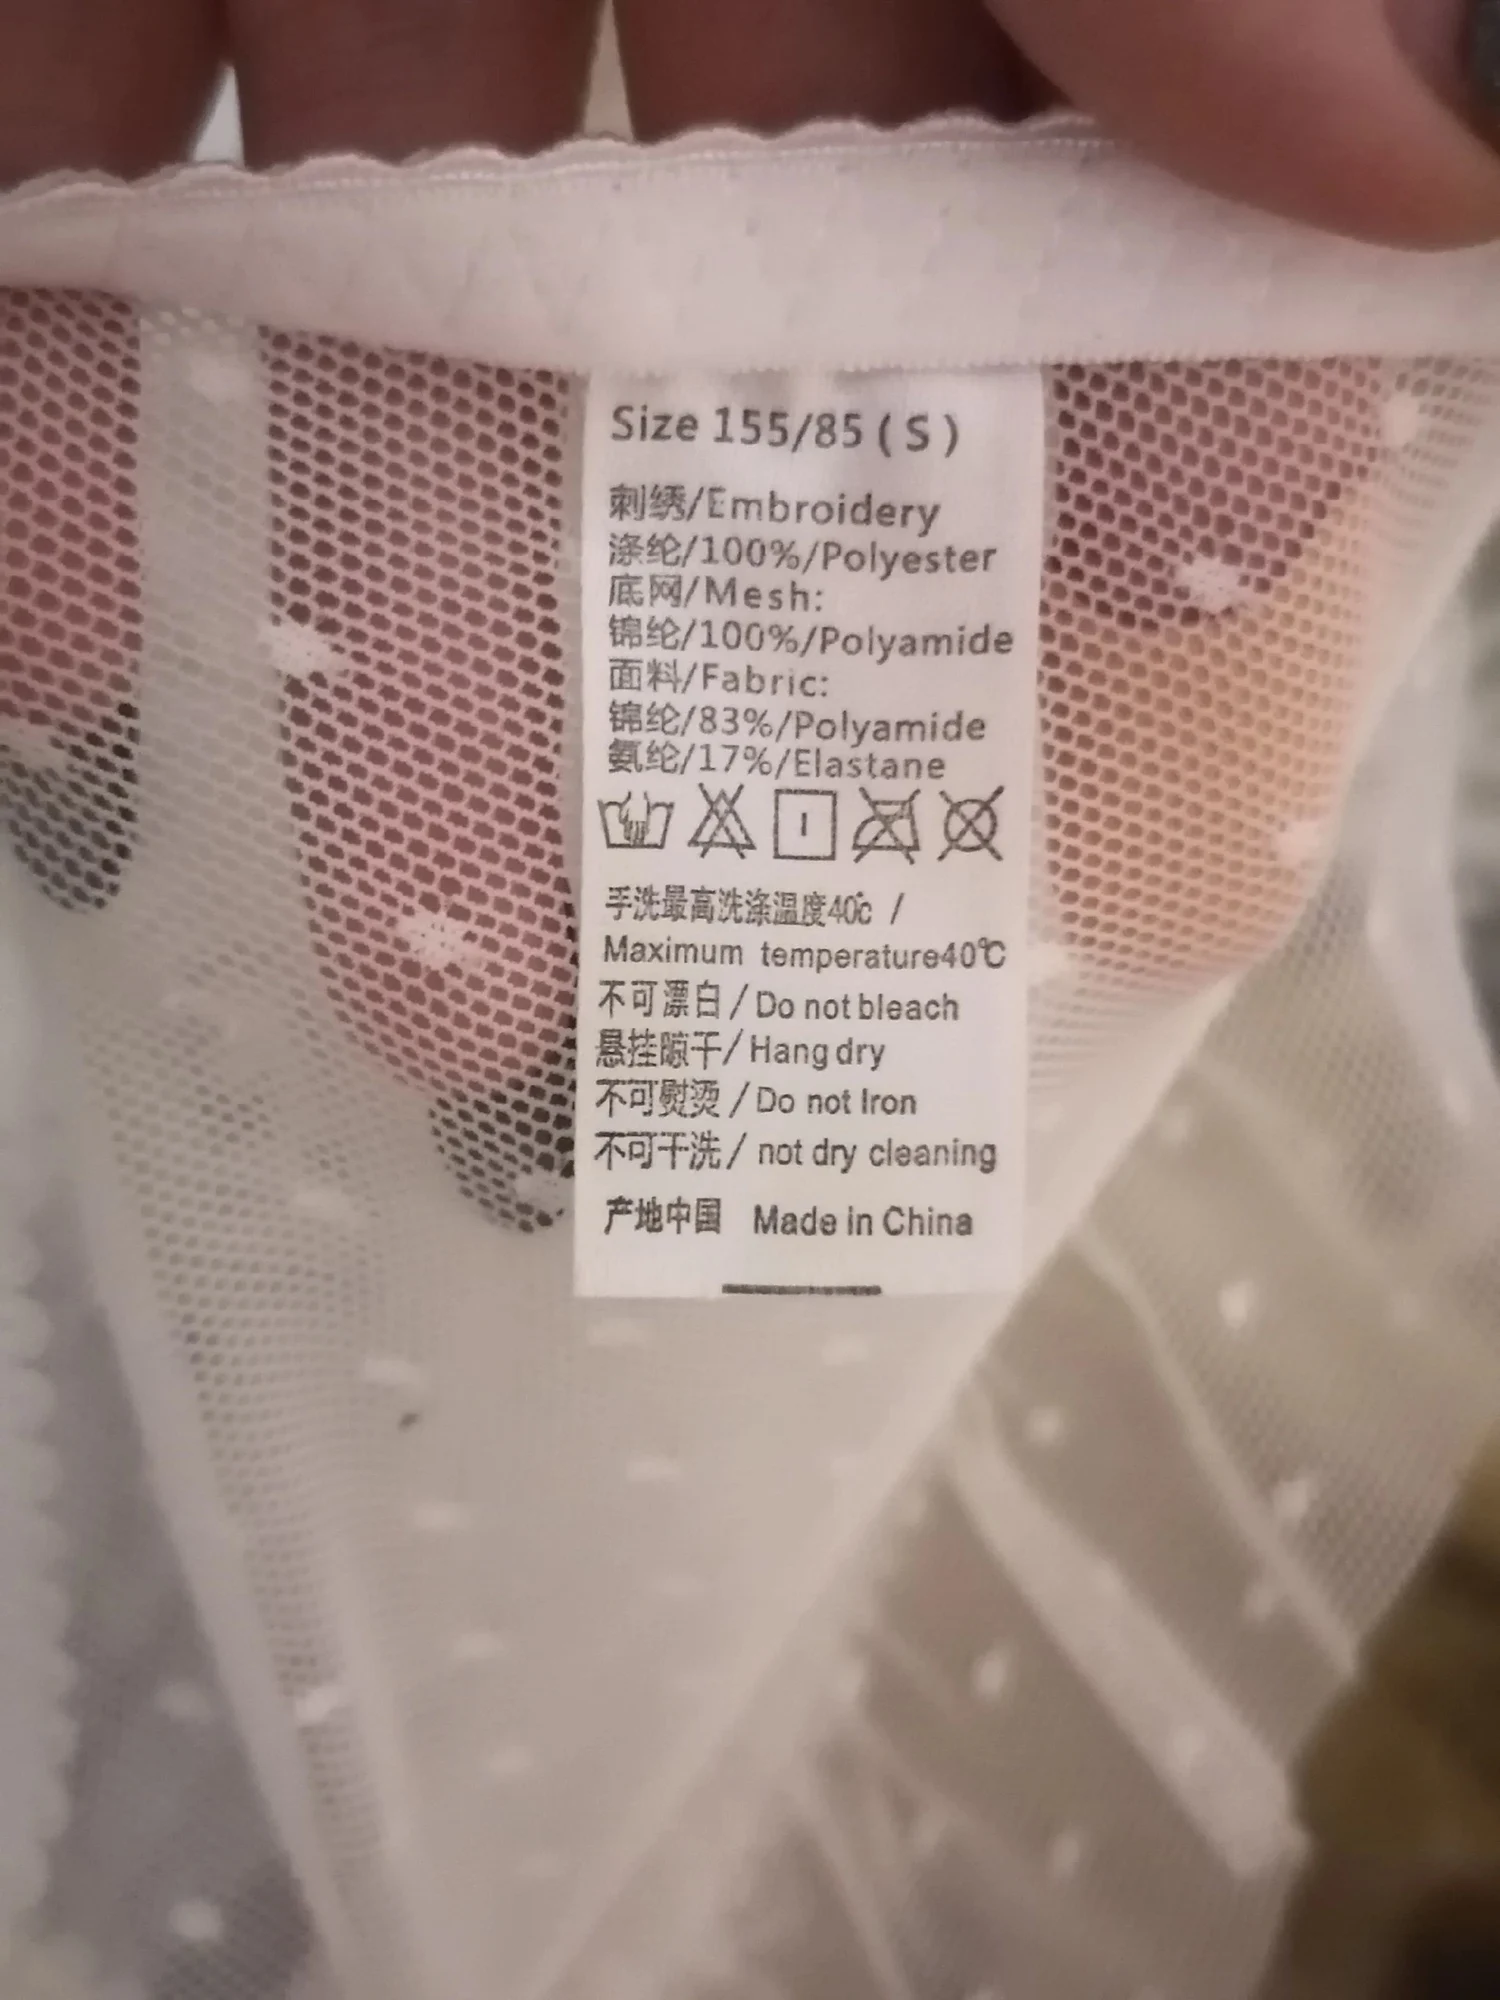 Size 155/85 ( S )
刺绣/Embroidery
涤纶/100%/Polyester
底网/Mesh:
锦纶/100%/Polyamide
面料/Fabric:
锦纶/83%/Polyamide
氨纶/17%/Elastane
手洗最高洗涤温度40℃ /
Maximum temperature40℃
不可漂白/Do not bleach
悬挂晾干/Hang dry
不可熨烫/Do not Iron
不可干洗/not dry cleaning
产地中国 Made in China